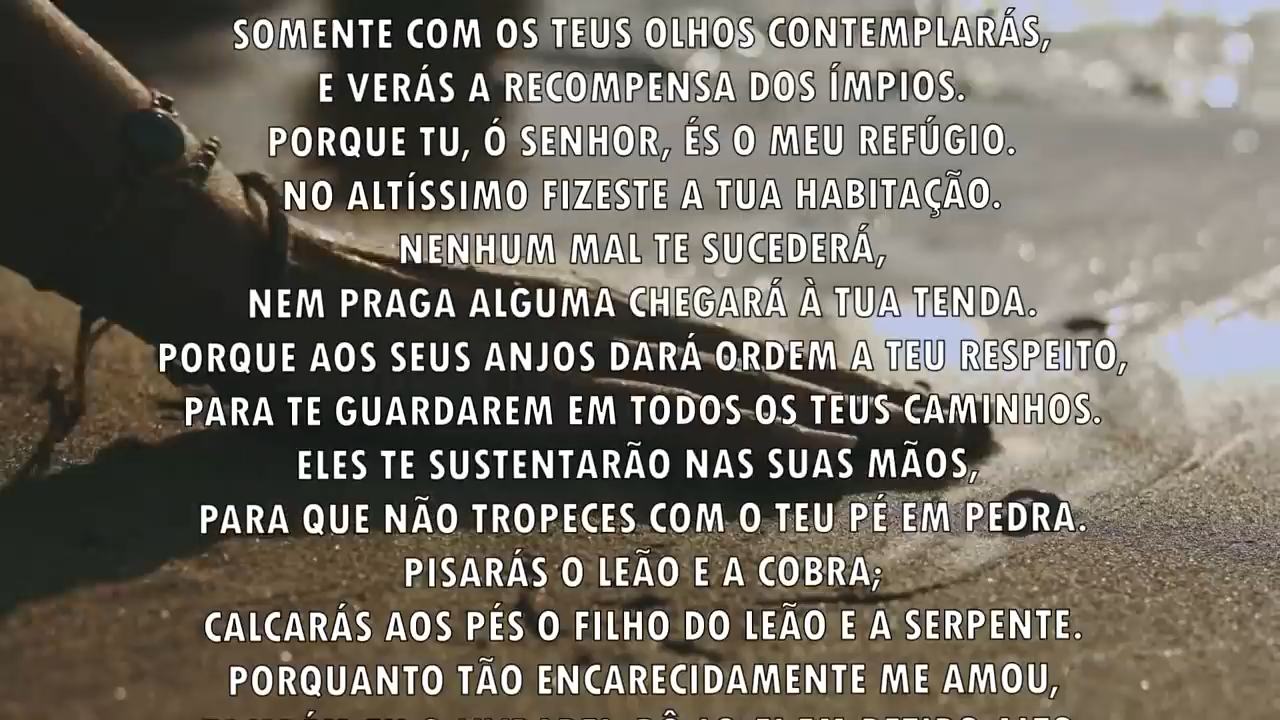 SOMENTE COM OS TEUS OLHOS CONTEMPLARÁS,
E VERÁS A RECOMPENSA DOS ÍMPIOS.
PORQUE TU, Ó SENHOR, ÉS O MEU REFÚGIO.
NO ALTÍSSIMO FIZESTE A TUA HABITAÇÃO.
NENHUM MAL TE SUCEDERÁ,
NEM PRAGA ALGUMA CHEGARÁ À TUA TENDA.
PORQUE AOS SEUS ANJOS DARÁ ORDEM A TEU RESPEITO,
PARA TE GUARDAREM EM TODOS OS TEUS CAMINHOS.
ELES TE SUSTENTARÃO NAS SUAS MÃOS,
PARA QUE NÃO TROPECES COM O TEU PÉ EM PEDRA.
PISARÁS O LEÃO E A COBRA;
CALCARÁS AOS PÉS O FILHO DO LEÃO E A SERPENTE.
PORQUANTO TÃO ENCARECIDAMENTE ME AMOU,